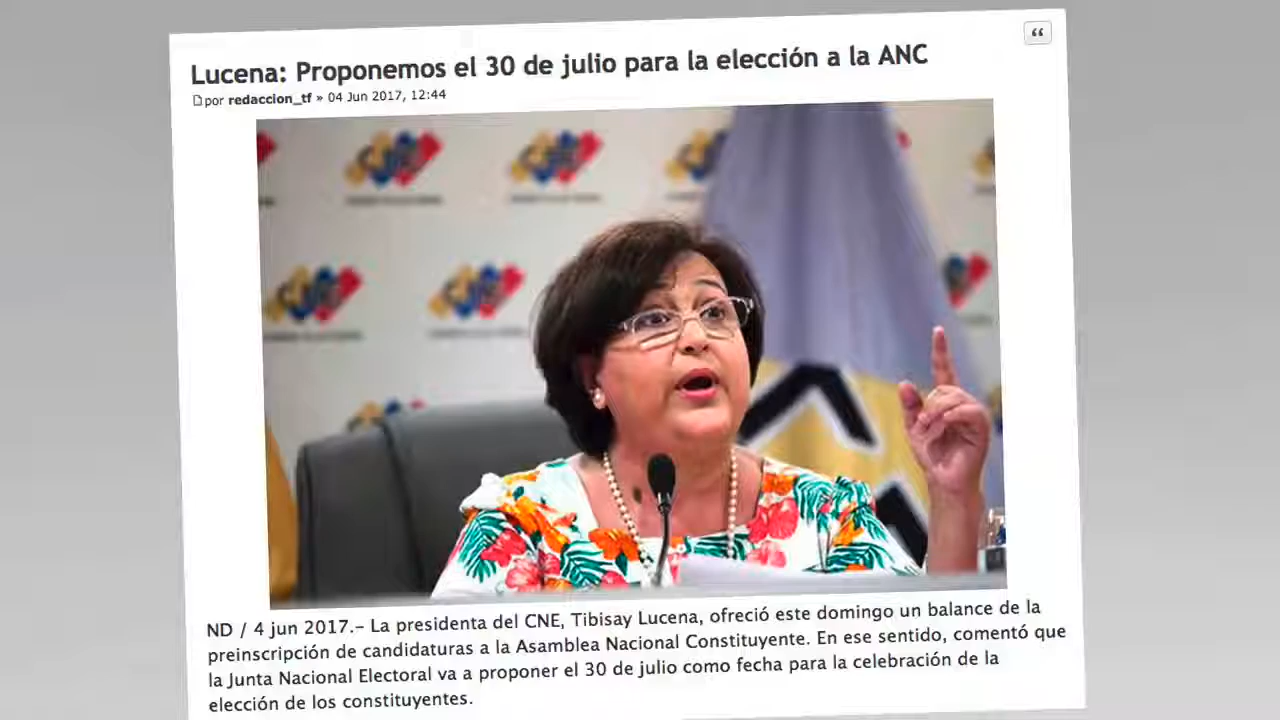 Lucena: Proponemos el 30 de julio para la elección a la ANC
por redaccion_tf » 04 Jun 2017, 12:44
ND / 4 jun 2017.– La presidenta del CNE, Tibisay Lucena, ofreció este domingo un balance de la
preinscripción de candidaturas a la Asamblea Nacional Constituyente. En ese sentido, comentó que
la Junta Nacional Electoral va a proponer el 30 de julio como fecha para la celebración de la
elección de los constituyentes.